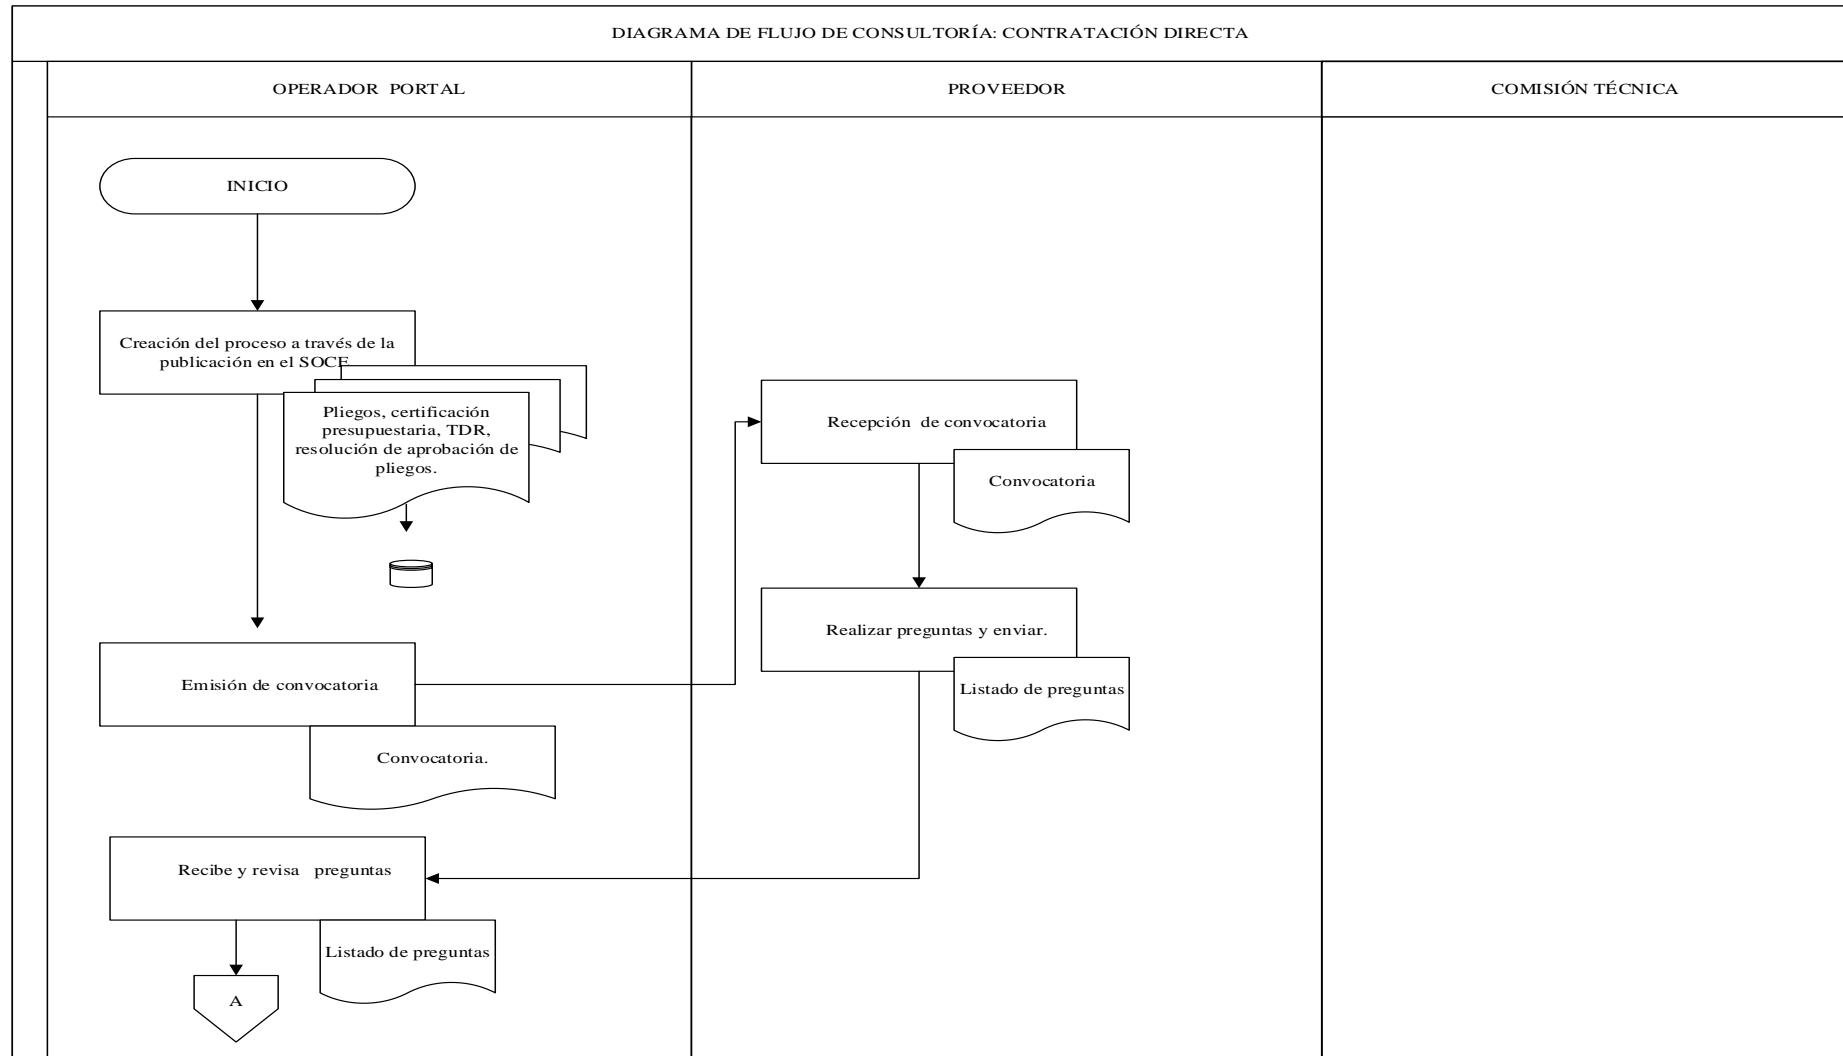 DIAGRAMA DE FLUJO DE CONSULTORÍA: CONTRATACIÓN DIRECTA
OPERADOR PORTAL
PROVEEDOR
COMISIÓN TÉCNICA
INICIO
Creación del proceso a través de la
publicación en el SOCE
Pliegos, certificación
presupuestaria, TDR,
resolución de aprobación de
pliegos.
Emisión de convocatoria
Convocatoria.
Recepción de convocatoria
Convocatoria
Realizar preguntas y enviar.
Listado de preguntas
Recibe y revisa preguntas
Listado de preguntas
A